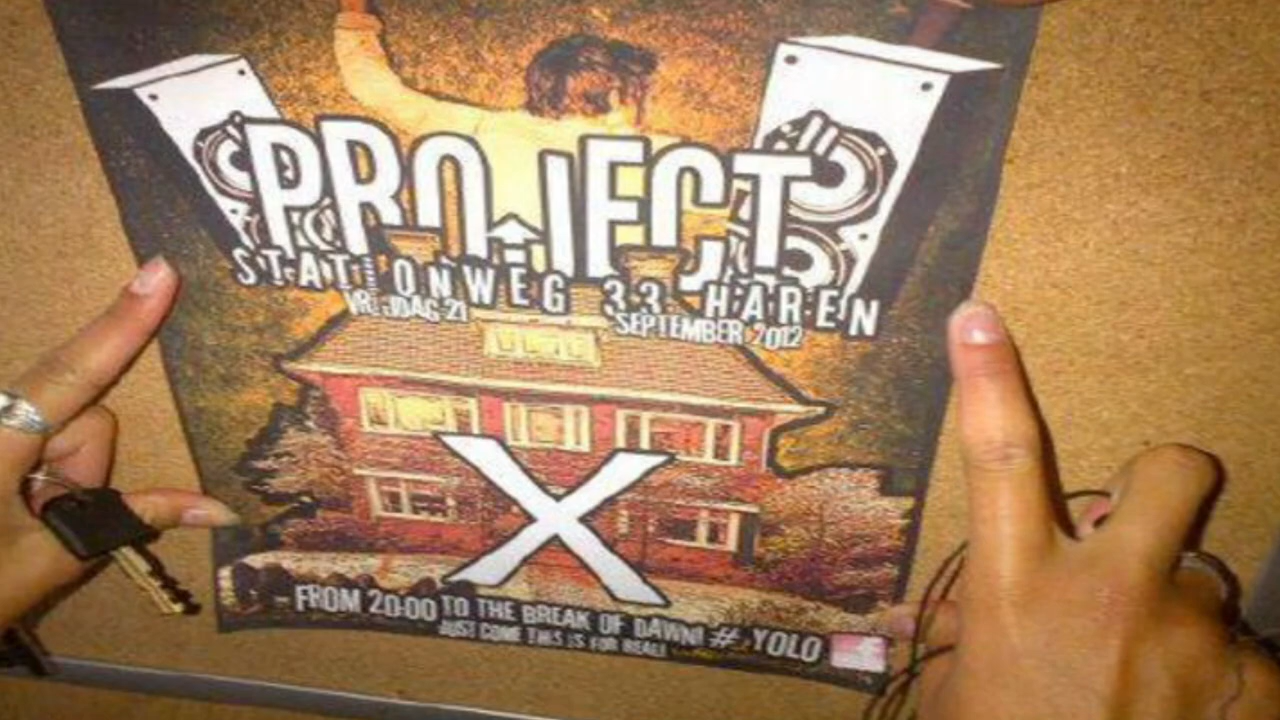 PROJECT
STATIONWEG 33 HAREN
VRIJDAG 21 SEPTEMBER 2012
X
- FROM 20:00 TO THE BREAK OF DAWN! # YOLO
JUST COME THIS IS FOR REAL!